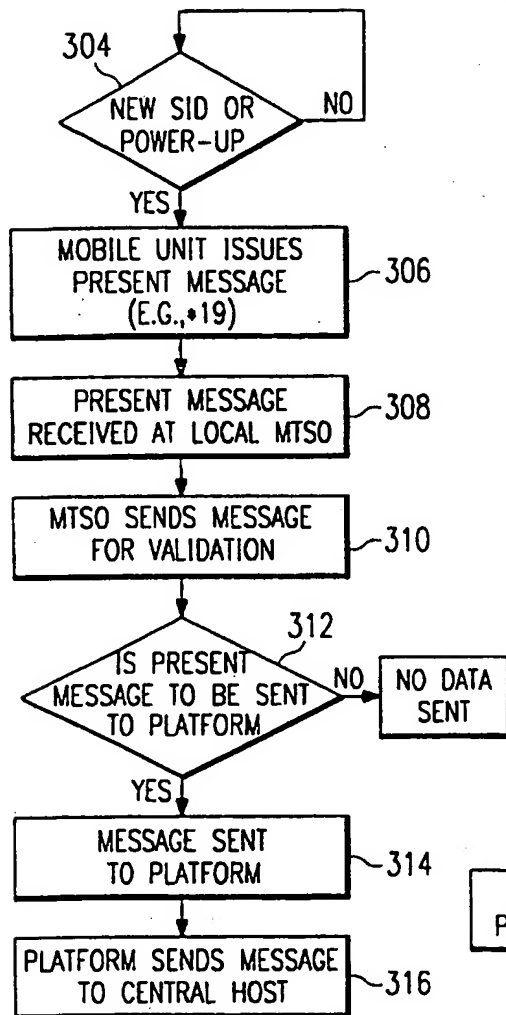 304
NEW SID OR
POWER-UP
NO
YES
MOBILE UNIT ISSUES
PRESENT MESSAGE
(E.G.,*19)
306
PRESENT MESSAGE
RECEIVED AT LOCAL MTSO
308
MTSO SENDS MESSAGE
FOR VALIDATION
310
312
IS PRESENT
MESSAGE TO BE SENT
TO PLATFORM
NO
NO DATA
SENT
YES
MESSAGE SENT
TO PLATFORM
314
P
PLATFORM SENDS MESSAGE
TO CENTRAL HOST
316